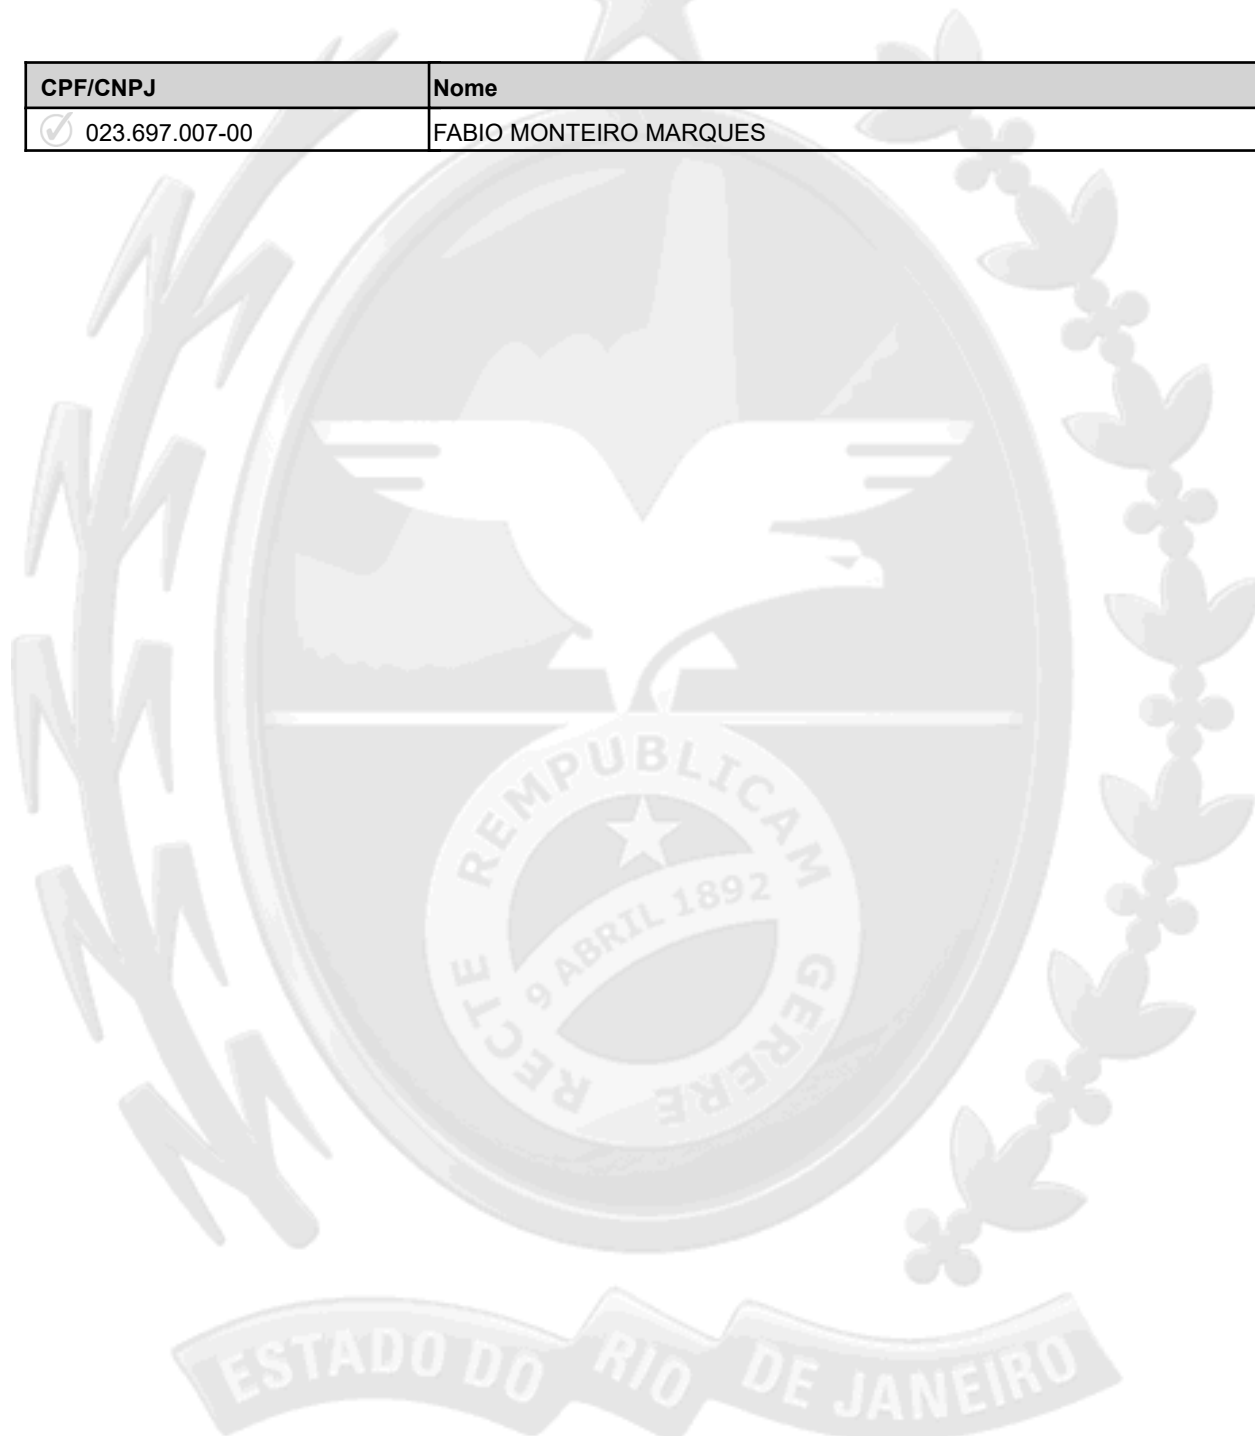 CPF/CNPJ Nome
023.697.007-00 FABIO MONTEIRO MARQUES
REMPUBLICAM
9 ABRIL 1892
RECTE GERERE
ESTADO DO RIO DE JANEIRO